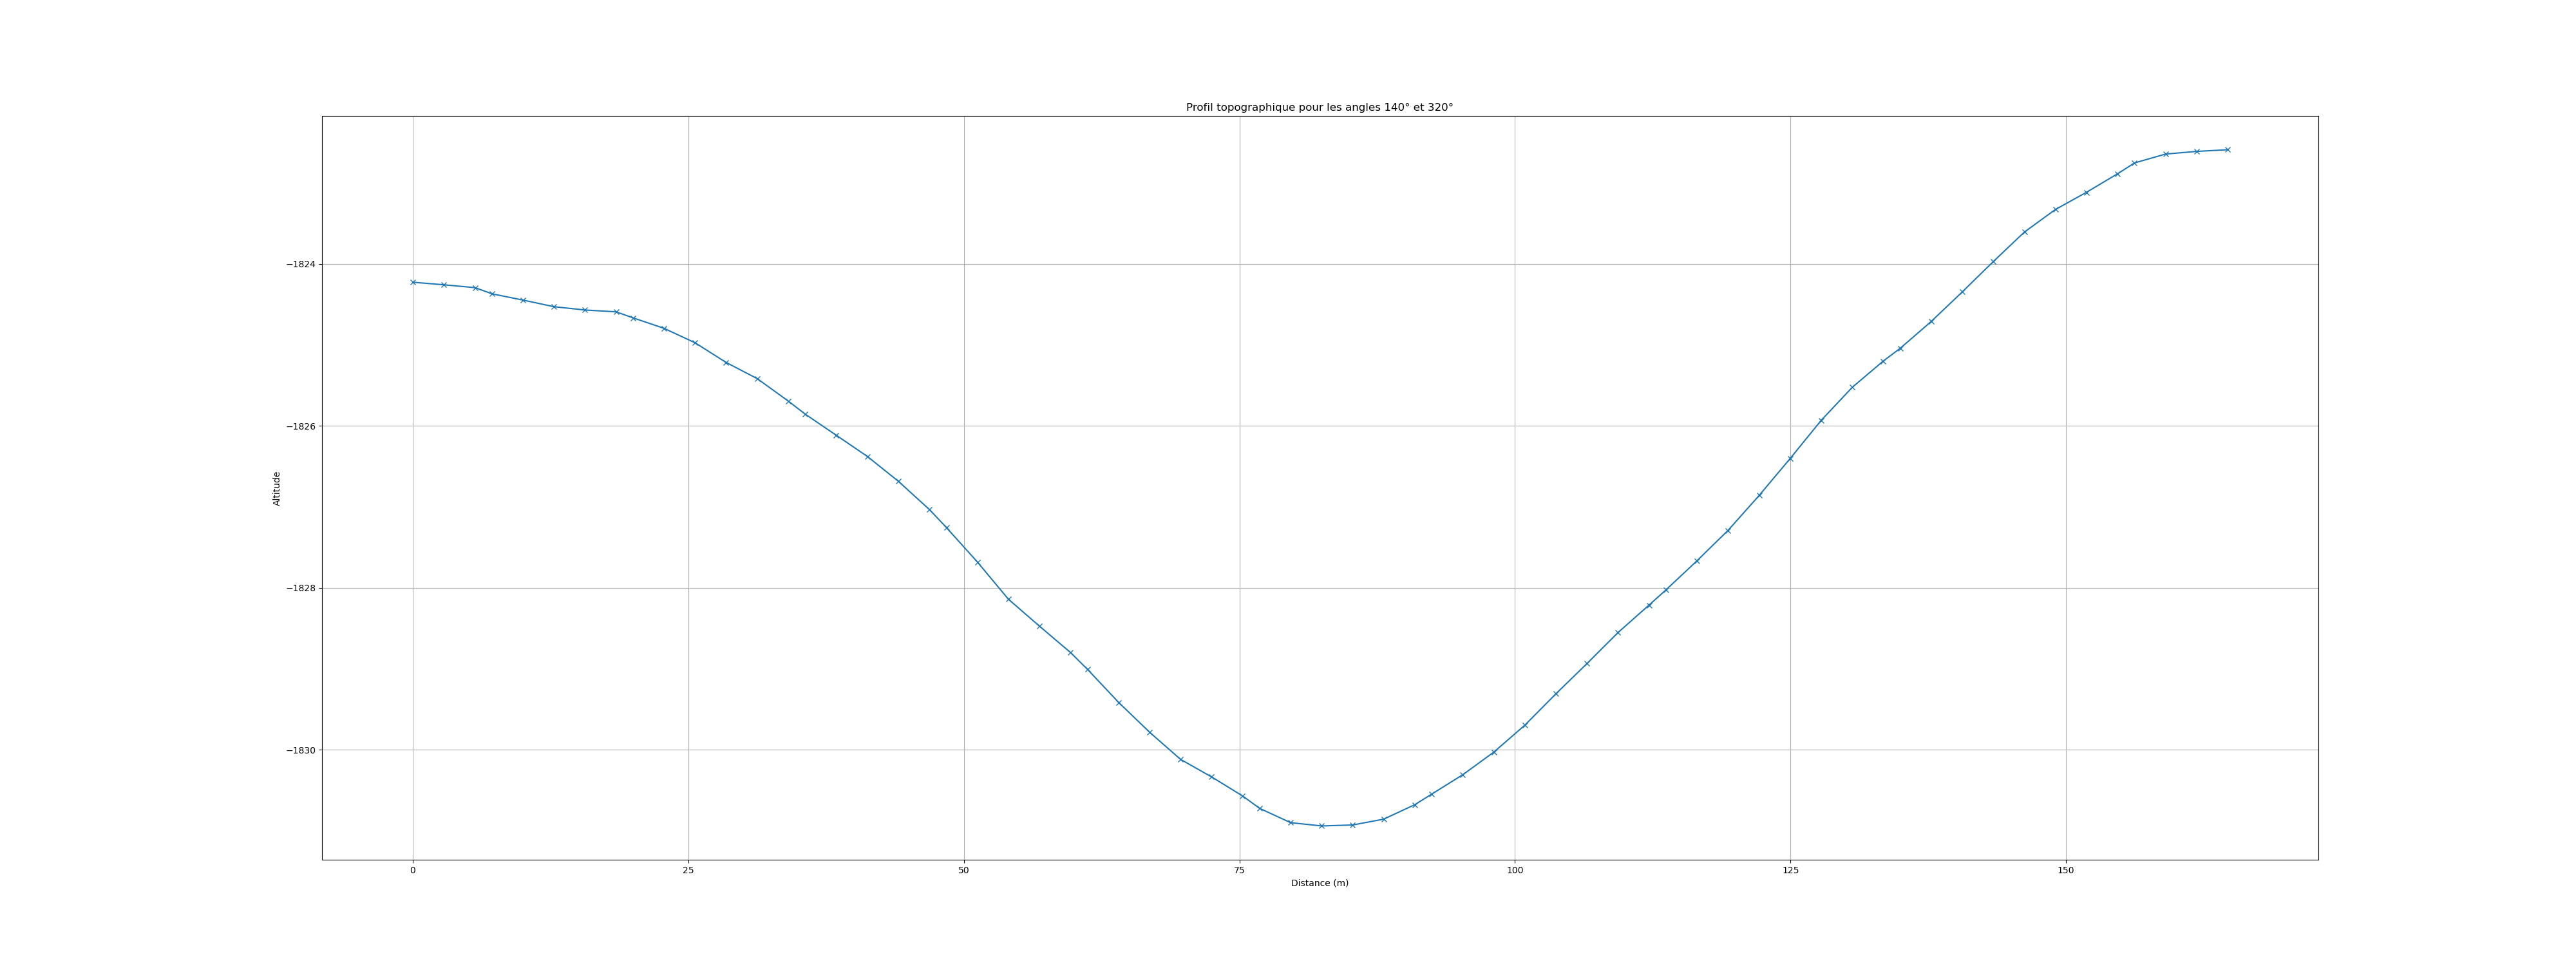 Profil topographique pour les angles 140° et 320°
Altitude
−1824
−1826
−1828
−1830
0 25 50 75 100 125 150
Distance (m)